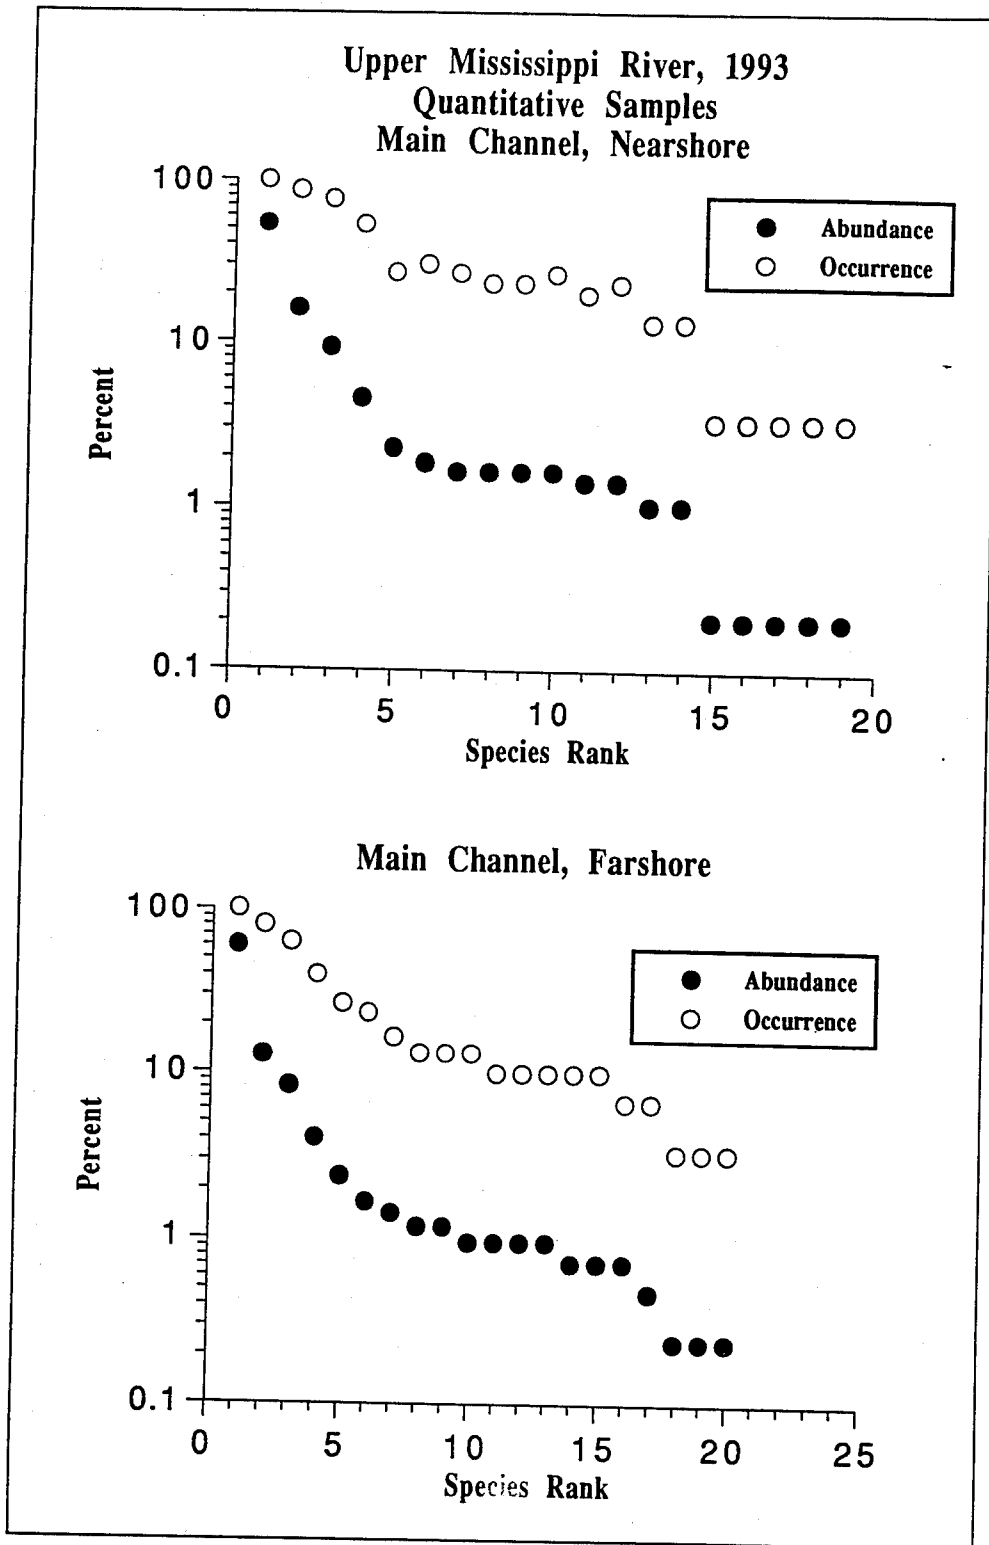 Upper Mississippi River, 1993
Quantitative Samples
Main Channel, Nearshore
100
10
1
0.1
Percent
Abundance
Occurrence
0 5 10 15 20
Species Rank
Main Channel, Farshore
100
10
1
0.1
Percent
Abundance
Occurrence
0 5 10 15 20 25
Species Rank